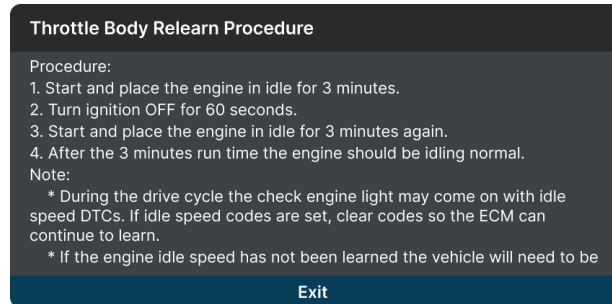 Throttle Body Relearn Procedure
Procedure:
1. Start and place the engine in idle for 3 minutes.
2. Turn ignition OFF for 60 seconds.
3. Start and place the engine in idle for 3 minutes again.
4. After the 3 minutes run time the engine should be idling normal.
Note:
* During the drive cycle the check engine light may come on with idle
speed DTCs. If idle speed codes are set, clear codes so the ECM can
continue to learn.
* If the engine idle speed has not been learned the vehicle will need to be
Exit